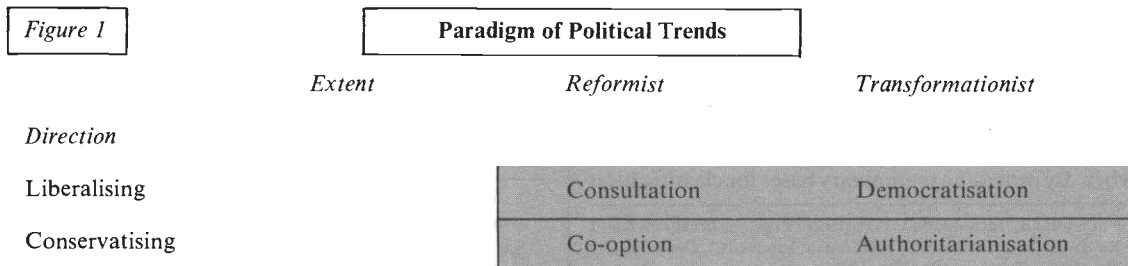 Figure 1 Paradigm of Political Trends
Extent Reformist Transformationist
Direction
Liberalising Consultation Democratisation
Conservatising Co-option Authoritarianisation